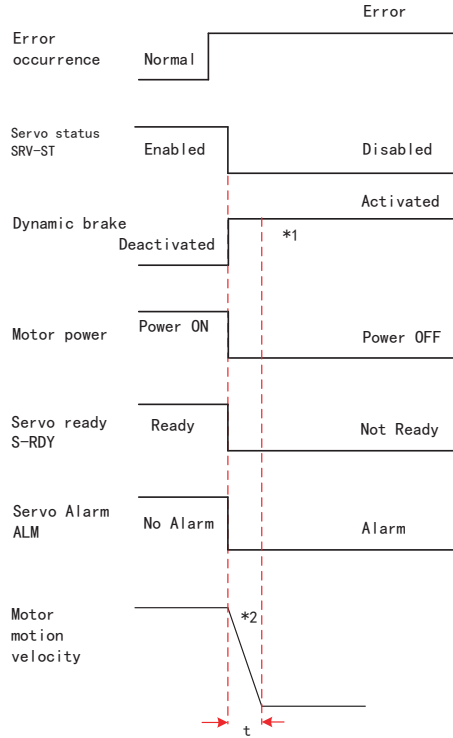 Error
Error
occurrence
Normal
Servo status
SRV-ST
Enabled
Disabled
Activated
Dynamic brake
*1
Deactivated
Power ON
Motor power
Power OFF
Servo ready
S-RDY
Ready
Not Ready
Servo Alarm
ALM
No Alarm
Alarm
Motor
motion
velocity
*2
t